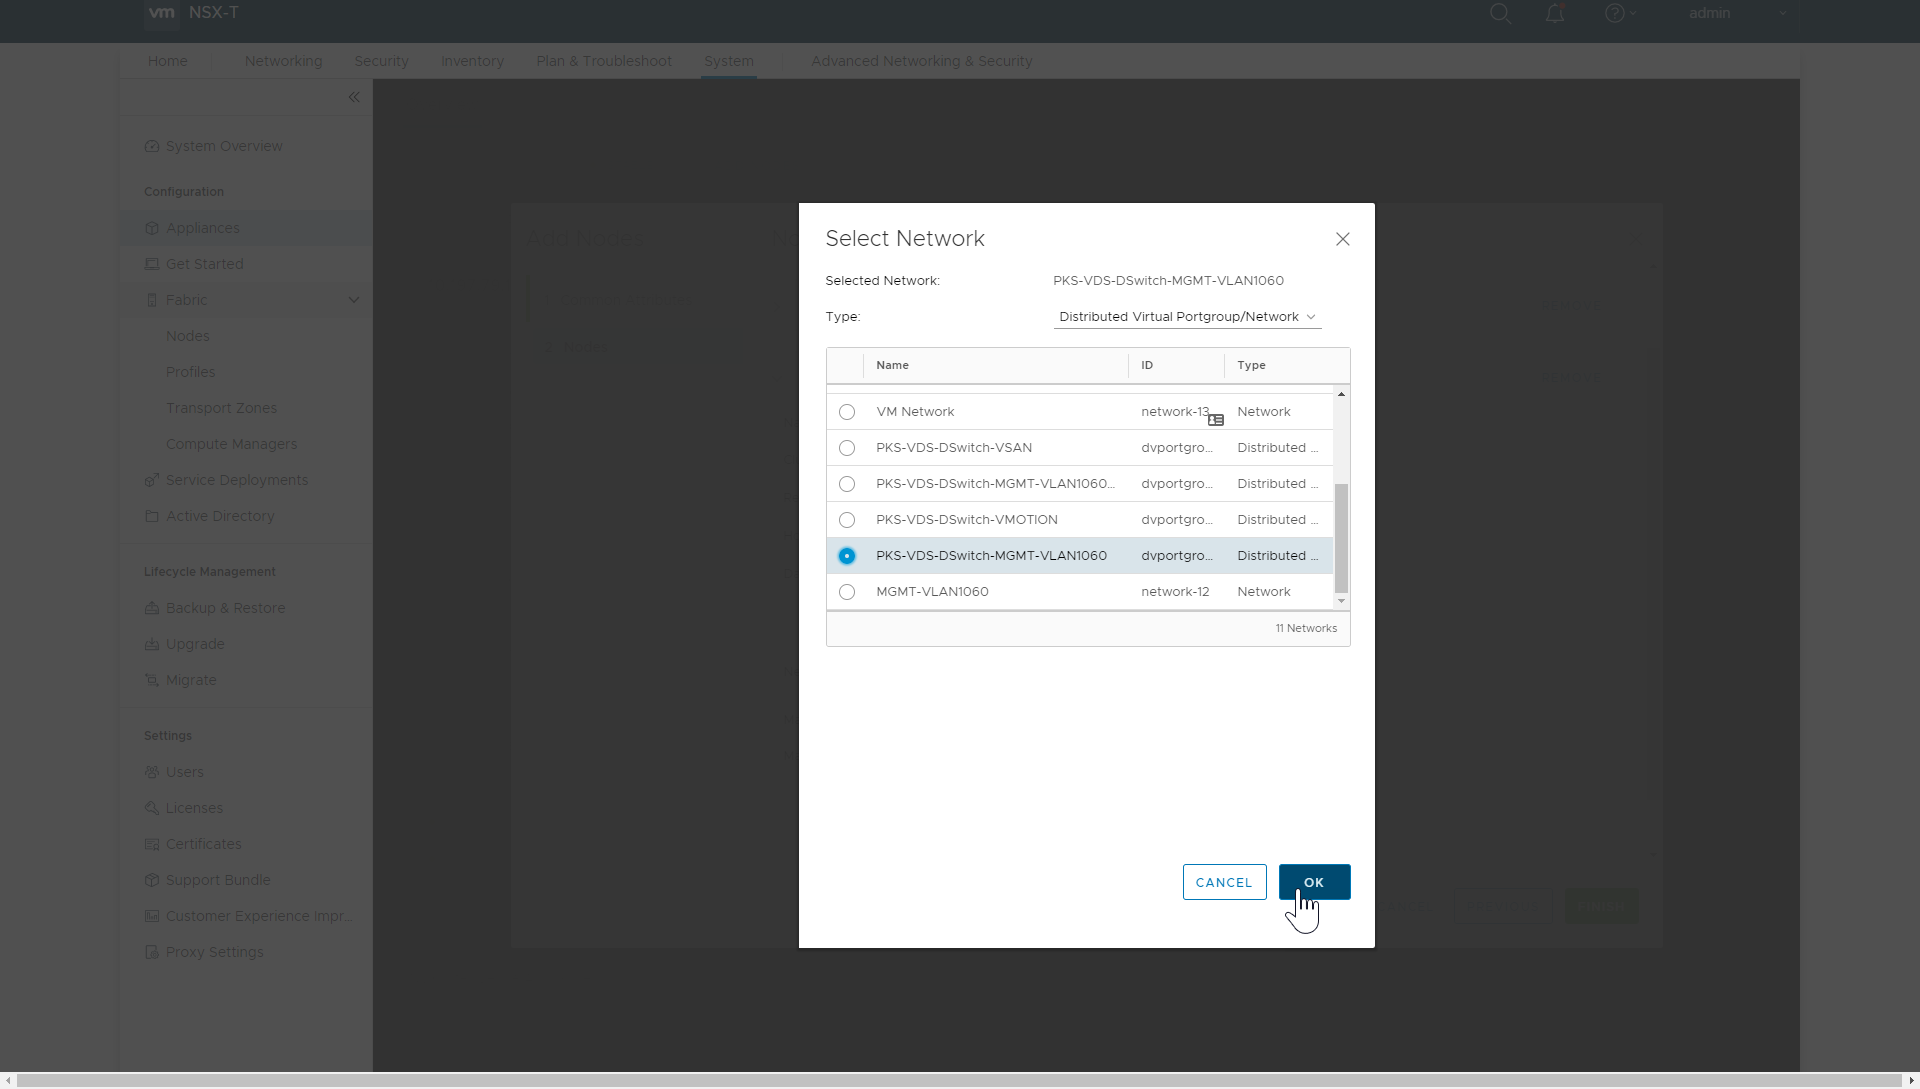 vm NSX-T
admin
Home
Networking
Security
Inventory
Plan & Troubleshoot
System
Advanced Networking & Security
System Overview
Configuration
Appliances
Get Started
Fabric
Nodes
Profiles
Transport Zones
Compute Managers
Service Deployments
Active Directory
Lifecycle Management
Backup & Restore
Upgrade
Migrate
Settings
Users
Licenses
Certificates
Support Bundle
Customer Experience Impr...
Proxy Settings
Add Nodes
2 Nodes
Select Network
Selected Network: PKS-VDS-DSwitch-MGMT-VLAN1060
Type: Distributed Virtual Portgroup/Network
Name ID Type
VM Network network-13 Network
PKS-VDS-DSwitch-VSAN dvportgro... Distributed ...
PKS-VDS-DSwitch-MGMT-VLAN1060... dvportgro... Distributed ...
PKS-VDS-DSwitch-VMOTION dvportgro... Distributed ...
PKS-VDS-DSwitch-MGMT-VLAN1060 dvportgro... Distributed ...
MGMT-VLAN1060 network-12 Network
11 Networks
CANCEL OK